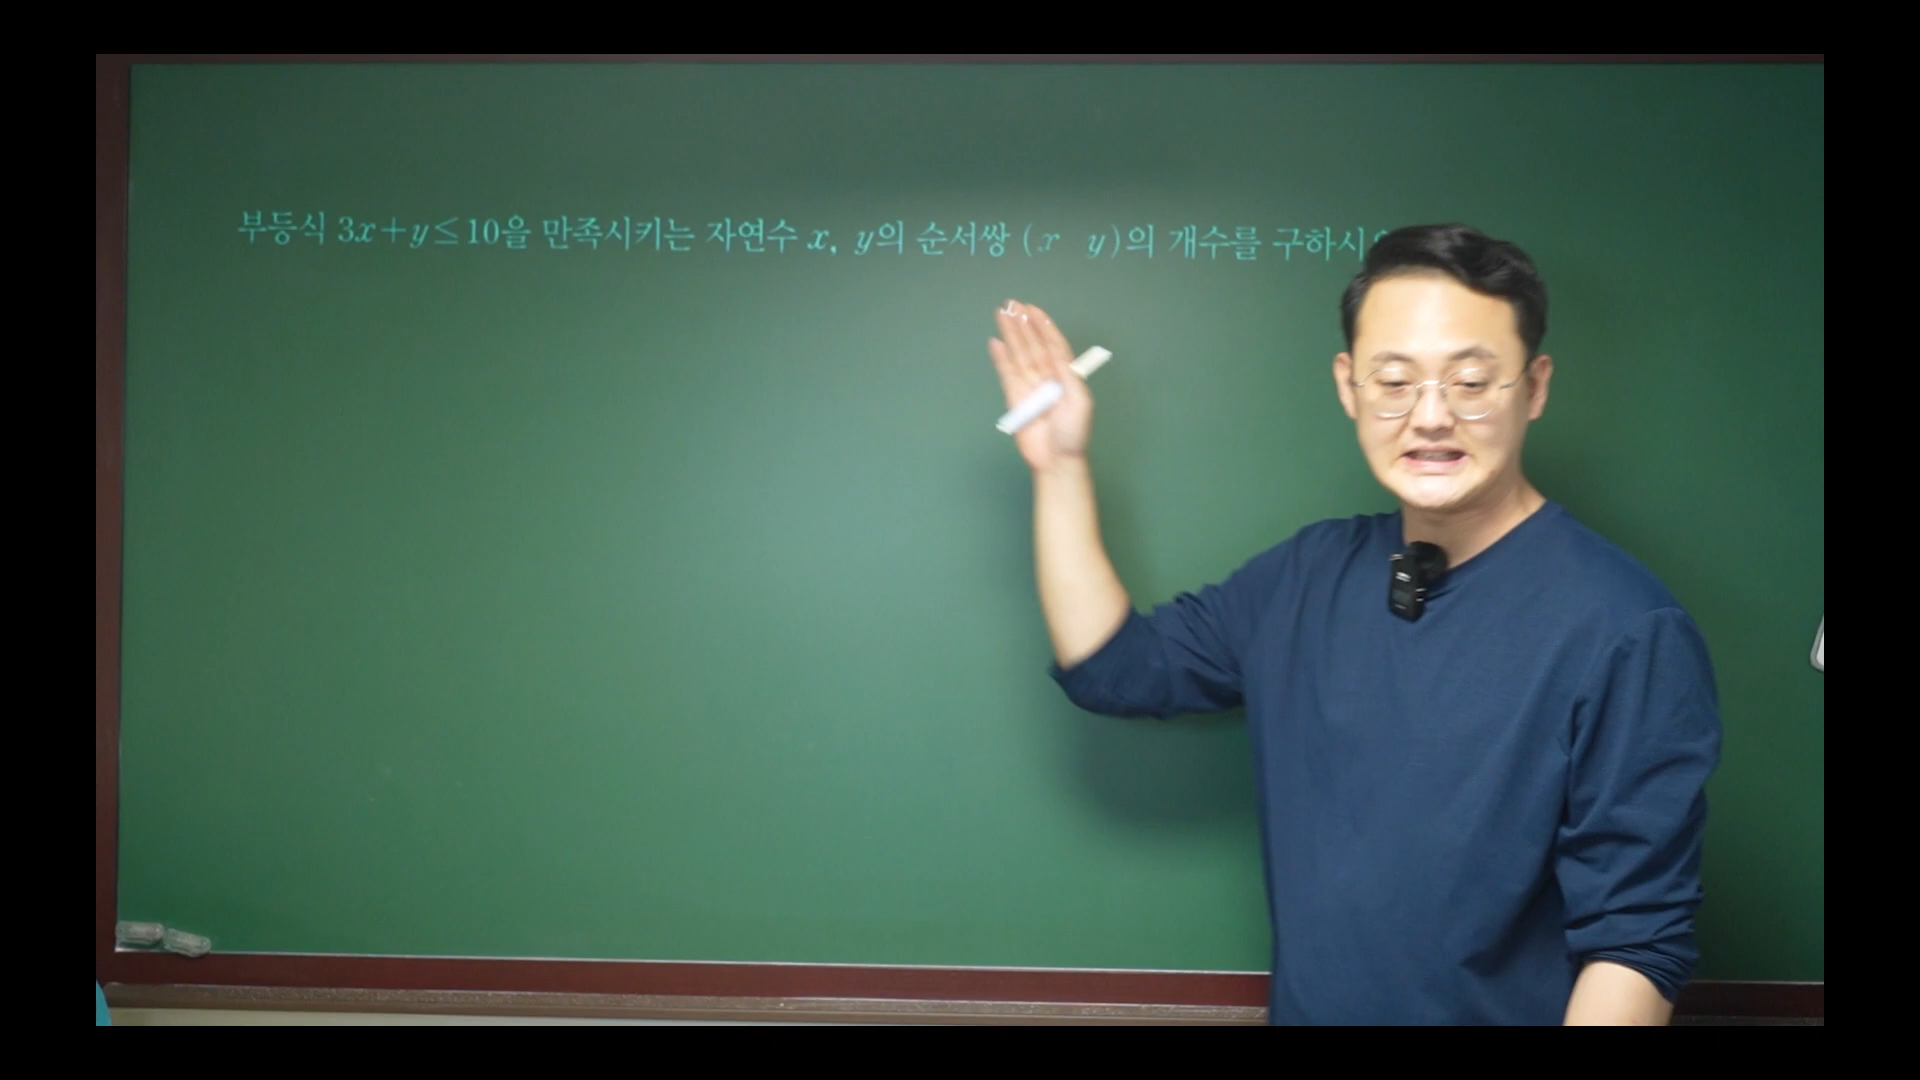 부등식 3x+y≤10을 만족시키는 자연수 x, y의 순서쌍 (x y)의 개수를 구하시